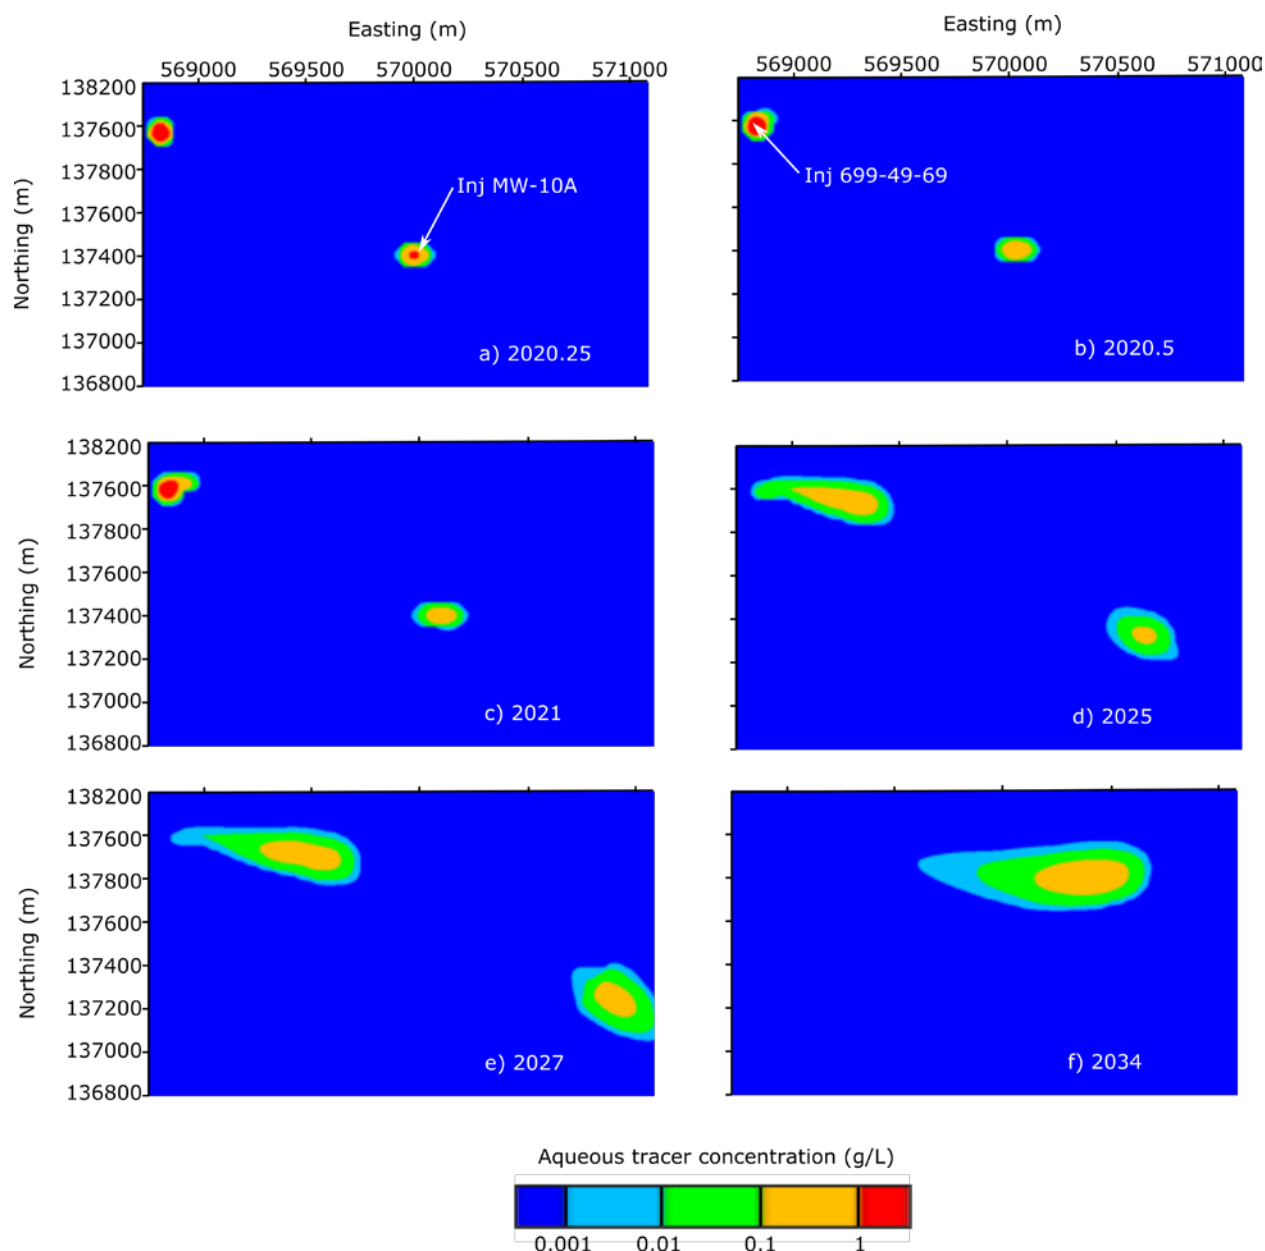 Easting (m)
Easting (m)
569000 569500 570000 570500 571000
569000 569500 570000 570500 571000
Northing (m)
138200
137600
137800
137600
137400
137200
137000
136800
Inj MW-10A
a) 2020.25
Inj 699-49-69
b) 2020.5
Northing (m)
138200
137600
137800
137600
137400
137200
137000
136800
c) 2021
d) 2025
Northing (m)
138200
137600
137800
137600
137400
137200
137000
136800
e) 2027
f) 2034
Aqueous tracer concentration (g/L)
0.001 0.01 0.1 1